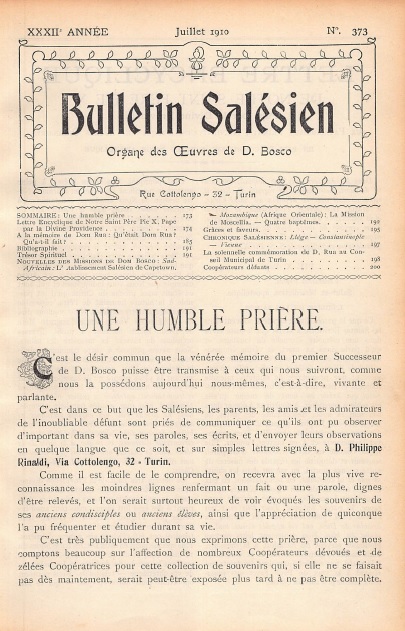 XXXIIᵉ ANNÉE Juillet 1910 Nº. 373
Bulletin Salésien
Organe des Œuvres de D. Bosco
Rue Cottolengo - 32 - Turin
SOMMAIRE: Une humble prière 173
Lettre Encyclique de Notre Saint Père Pie X, Pape
par la Divine Providence 174
A la mémoire de Dom Rua: Qu'était Dom Rua?
Qu'a-t-il fait? 185
Bibliographie 191
Trésor Spirituel 191
NOUVELLES DES MISSIONS DE DOM BOSCO: Sud-
Africain: L'Etablissement Salésien de Capetown.
— Mozambique (Afrique Orientale): La Mission
de Moscellia. — Quatre baptêmes. 192
Grâces et faveurs. 195
CHRONIQUE SALÉSIENNE: Liège — Constantinople
— Vienne 197
La solennelle commémoration de D. Rua au Con-
seil Municipal de Turin 198
Coopérateurs défunts 200
UNE HUMBLE PRIÈRE.
C'est le désir commun que la vénérée mémoire du premier Successeur
de D. Bosco puisse être transmise à ceux qui nous suivront, comme
nous la possédons aujourd'hui nous-mêmes, c'est-à-dire, vivante et
parlante.
C'est dans ce but que les Salésiens, les parents, les amis et les admirateurs
de l'inoubliable défunt sont priés de communiquer ce qu'ils ont pu observer
d'important dans sa vie, ses paroles, ses écrits, et d'envoyer leurs observations
en quelque langue que ce soit, et sur simples lettres signées, à D. Philippe
Rinaldi, Via Cottolengo, 32 - Turin.
Comme il est facile de le comprendre, on recevra avec la plus vive re-
connaissance les moindres lignes renfermant un fait ou une parole, dignes
d'être relevés, et l'on serait surtout heureux de voir évoqués les souvenirs de
ses anciens condisciples ou anciens élèves, ainsi que l'appréciation de quiconque
l'a pu fréquenter et étudier durant sa vie.
C'est très publiquement que nous exprimons cette prière, parce que nous
comptons beaucoup sur l'affection de nombreux Coopérateurs dévoués et de
zélées Coopératrices pour cette collection de souvenirs qui, si elle ne se faisait
pas dès maintement, serait peut-être exposée plus tard à ne pas être complète.